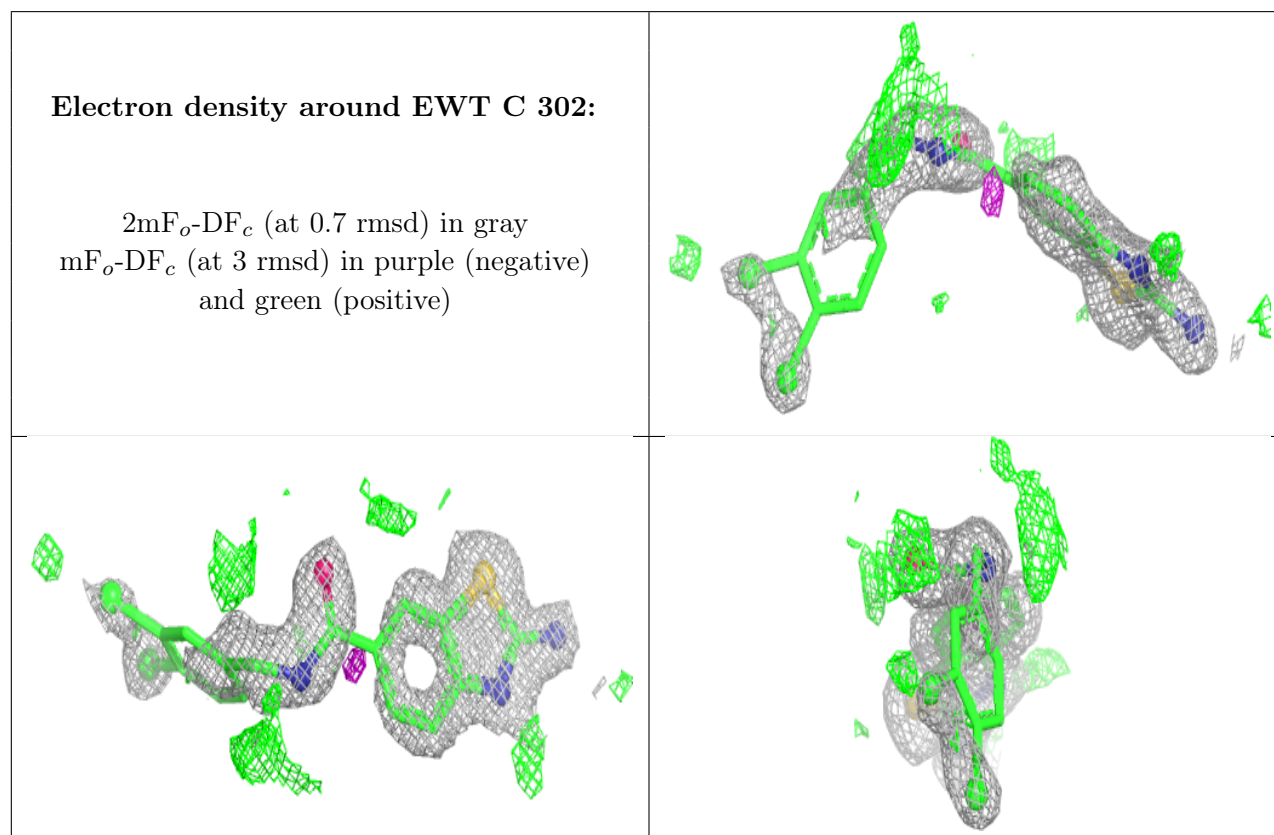 Electron density around EWT C 302:
2mFo-DFc (at 0.7 rmsd) in gray
mFo-DFc (at 3 rmsd) in purple (negative)
and green (positive)